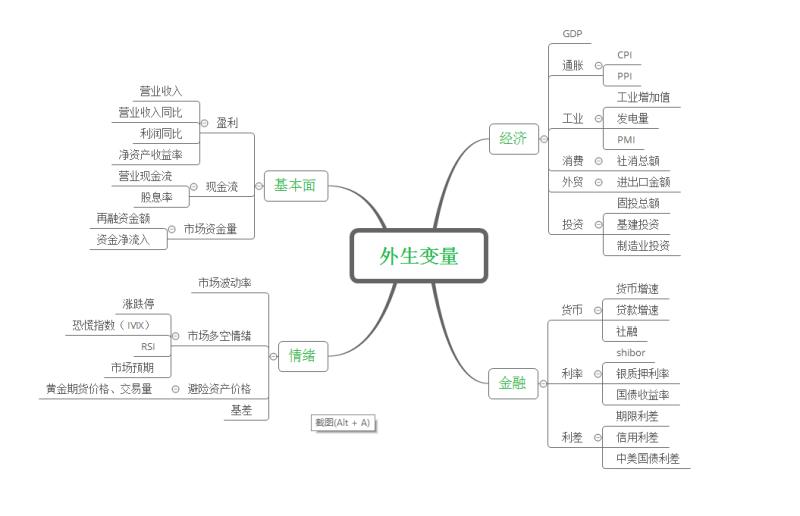 外生变量
基本面
盈利
营业收入
营业收入同比
利润同比
净资产收益率
现金流
营业现金流
股息率
市场资金量
再融资金额
资金净流入
情绪
市场波动率
市场多空情绪
涨跌停
恐慌指数（IVIX）
RSI
市场预期
避险资产价格
黄金期货价格、交易量
基差
经济
GDP
通胀
CPI
PPI
工业
工业增加值
发电量
PMI
消费
社消总额
外贸
进出口金额
投资
固投总额
基建投资
制造业投资
金融
货币
货币增速
贷款增速
社融
利率
shibor
银质押利率
国债收益率
利差
期限利差
信用利差
中美国债利差
截图(Alt + A)